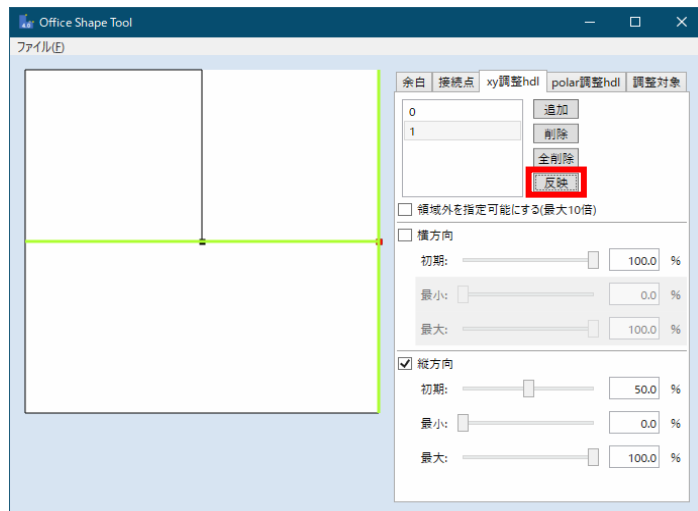 Office Shape Tool
ファイル(F)
余白 接続点 xy調整hdl polar調整hdl 調整対象
0
1
追加
削除
全削除
反映
領域外を指定可能にする(最大10倍)
横方向
初期: 100.0 %
最小: 0.0 %
最大: 100.0 %
縦方向
初期: 50.0 %
最小: 0.0 %
最大: 100.0 %